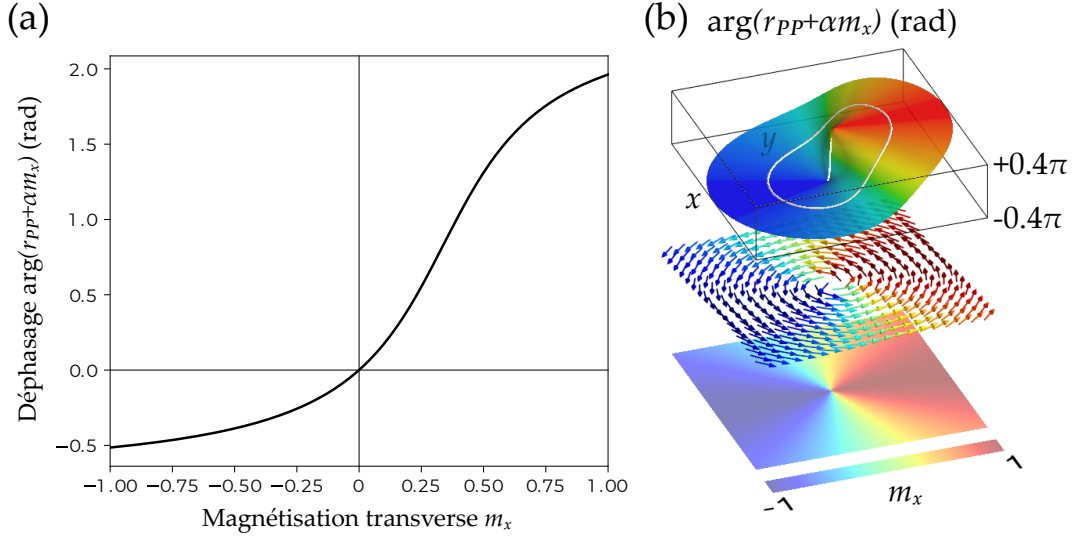 (a)
Déphasage arg(r_PP+αm_x) (rad)
2.0
1.5
1.0
0.5
0.0
−0.5
−1.00 −0.75 −0.50 −0.25 0 0.25 0.50 0.75 1.00
Magnétisation transverse m_x
(b) arg(r_PP+αm_x) (rad)
y
x
+0.4π
-0.4π
-1 1
m_x